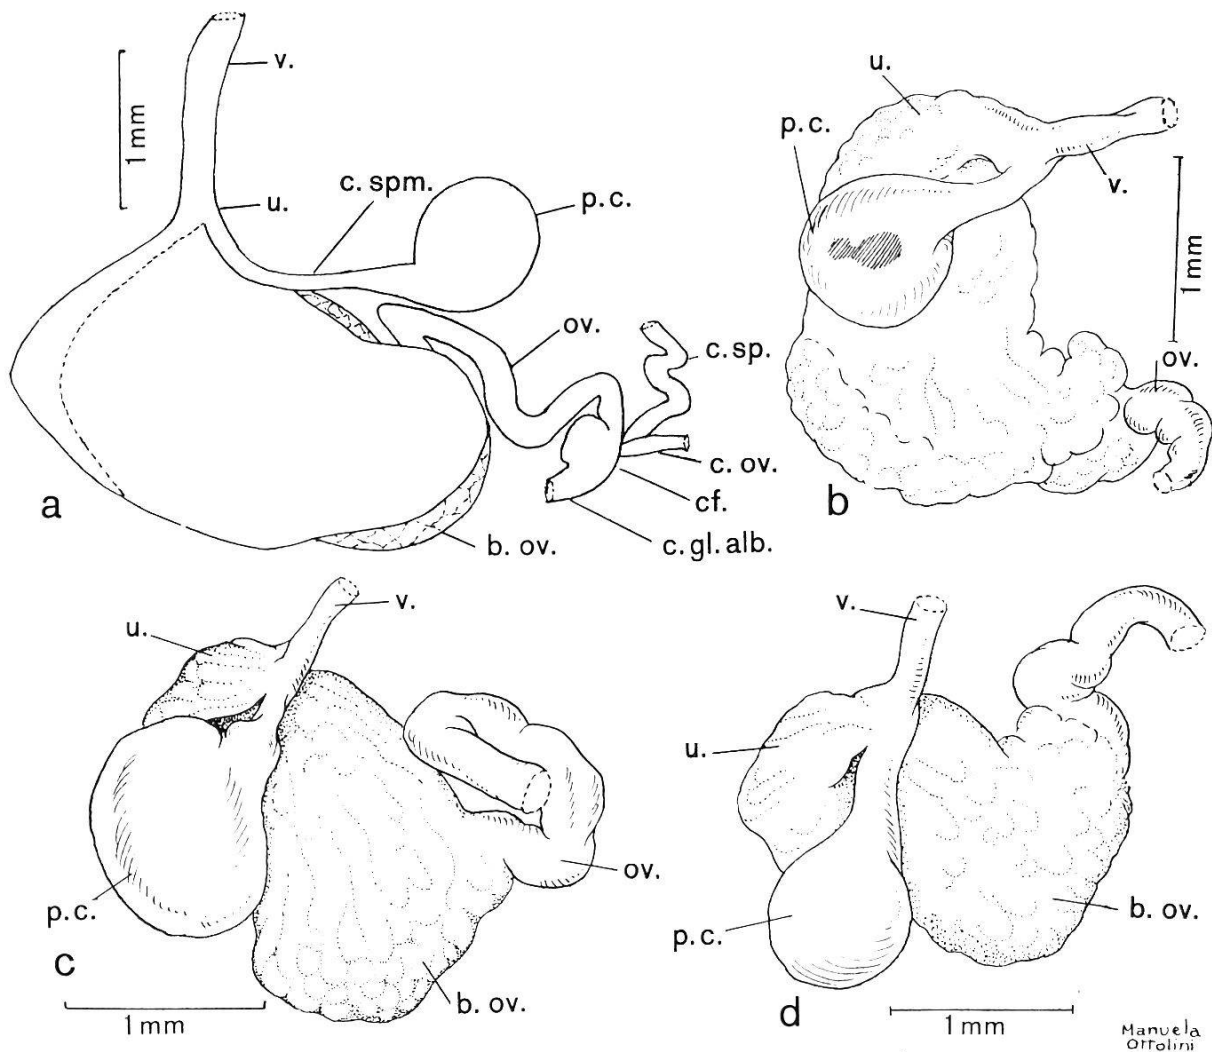 v.
1 mm
c. spm.
u.
p.c.
ov.
c.sp.
c. ov.
cf.
c.gl.alb.
b. ov.
a
u.
p.c.
v.
1 mm
ov.
b
v.
u.
ov.
p.c.
b. ov.
c
1 mm
v.
u.
b. ov.
p.c.
d
1 mm
Manuela
Ottolini